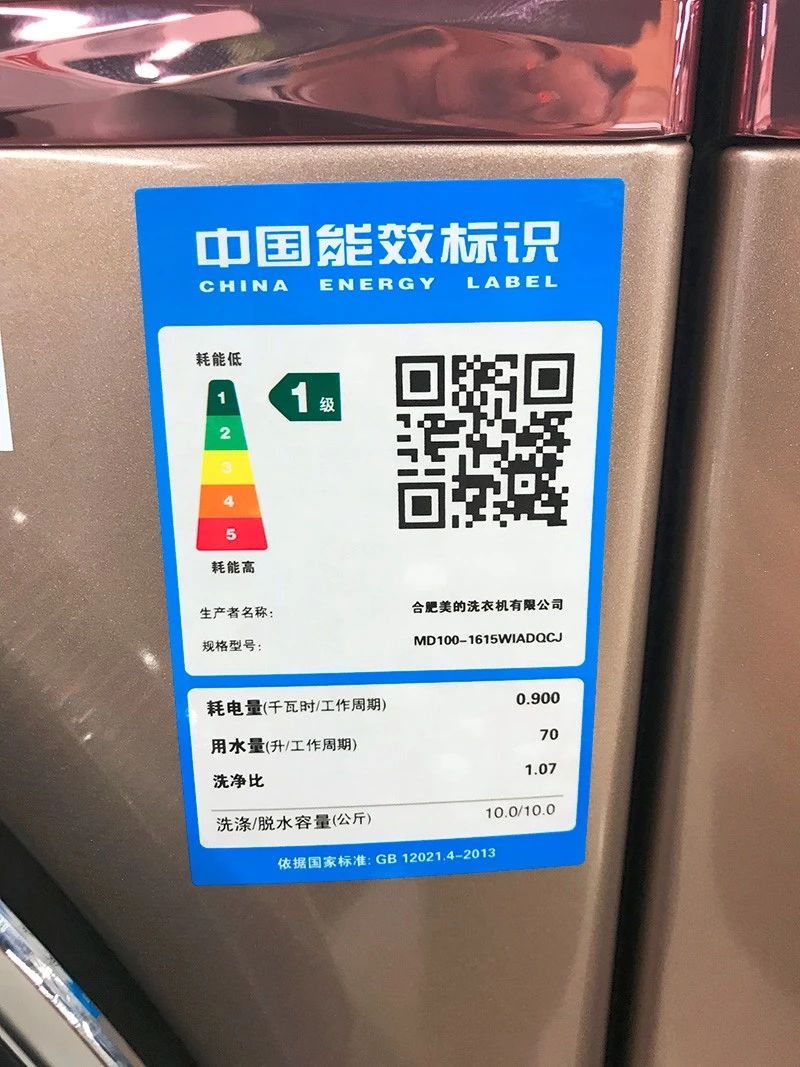 中国能效标识
CHINA ENERGY LABEL
耗能低
1
1级
2
3
4
5
耗能高
生产者名称: 合肥美的洗衣机有限公司
规格型号: MD100-1615WIADQCJ
耗电量(千瓦时/工作周期) 0.900
用水量(升/工作周期) 70
洗净比 1.07
洗涤/脱水容量(公斤) 10.0/10.0
依据国家标准: GB 12021.4-2013